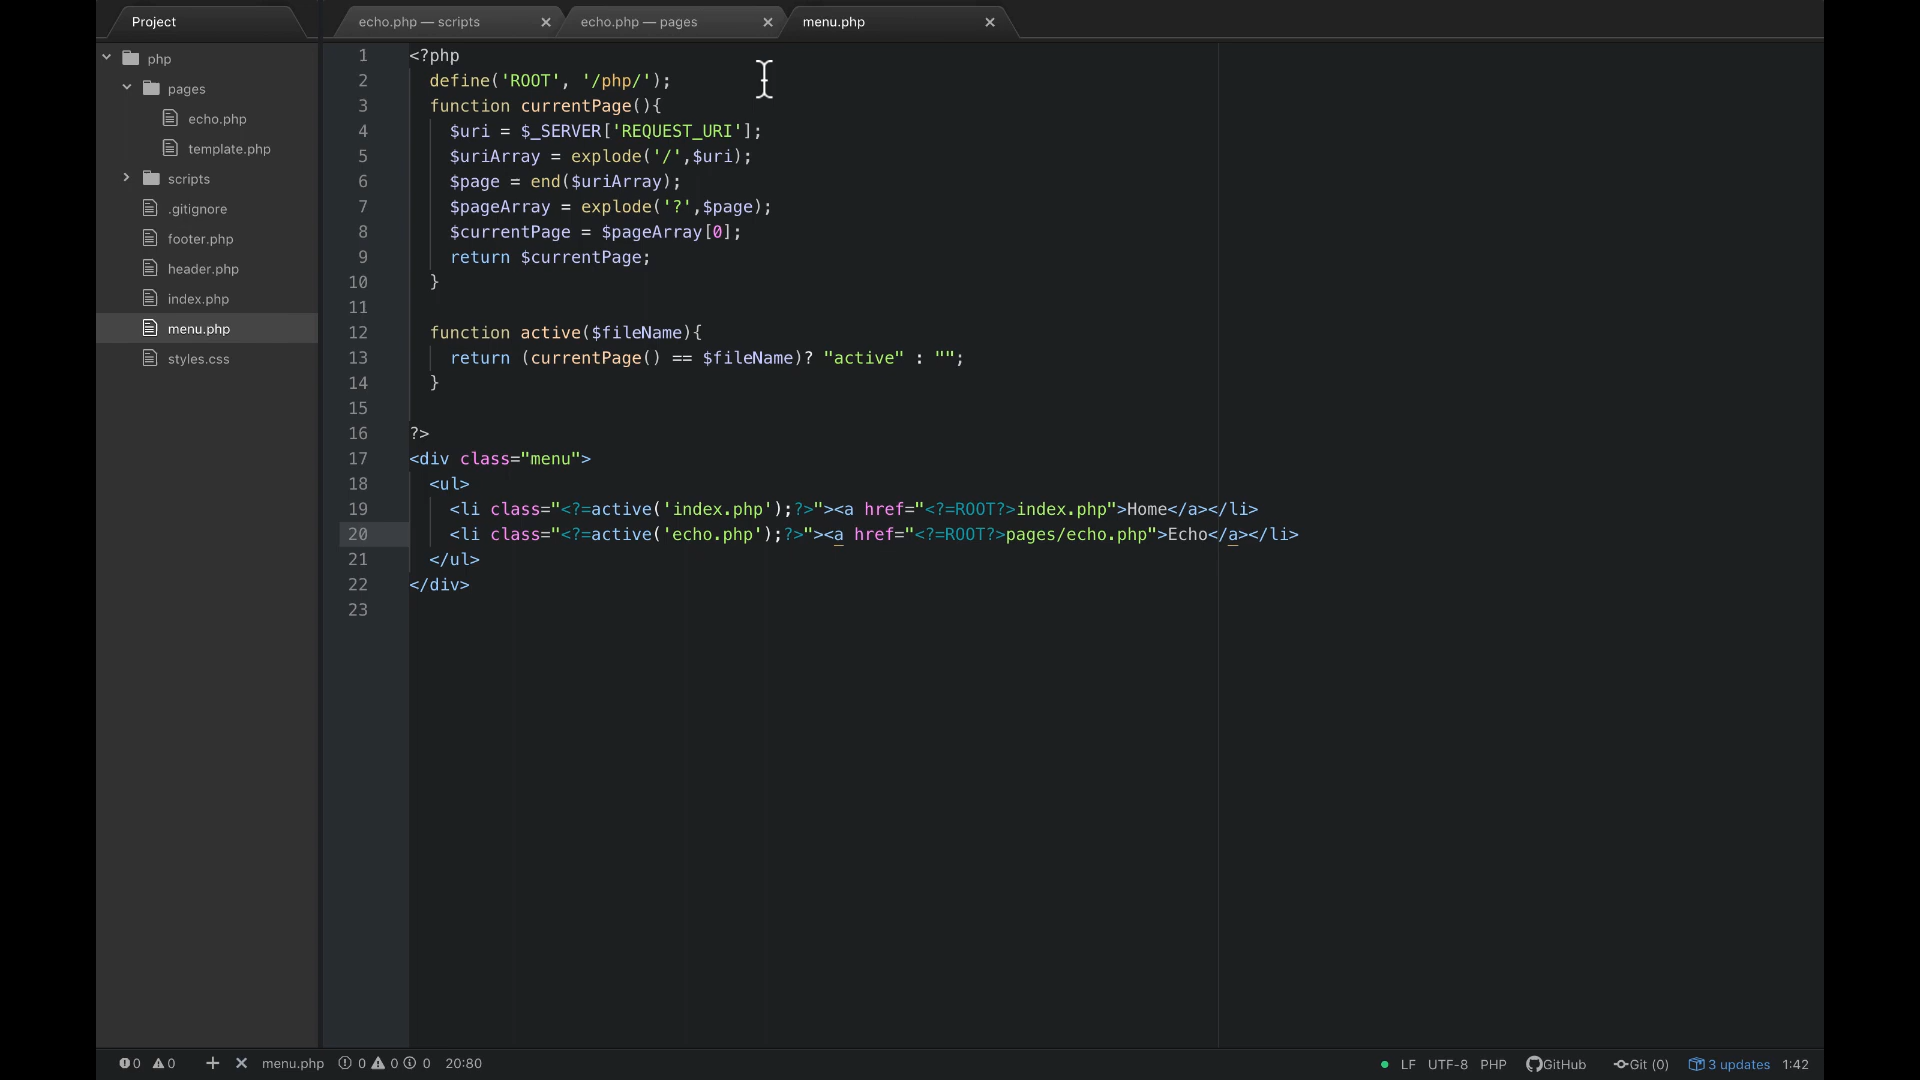 Project
echo.php — scripts
echo.php — pages
menu.php
php
pages
echo.php
template.php
scripts
.gitignore
footer.php
header.php
index.php
menu.php
styles.css
1 <?php
2 define('ROOT', '/php/');
3 function currentPage(){
4 $uri = $_SERVER['REQUEST_URI'];
5 $uriArray = explode('/',$uri);
6 $page = end($uriArray);
7 $pageArray = explode('?',$page);
8 $currentPage = $pageArray[0];
9 return $currentPage;
10 }
11
12 function active($fileName){
13 return (currentPage() == $fileName)? "active" : "";
14 }
15
16 ?>
17 <div class="menu">
18 <ul>
19 <li class="<?=active('index.php');?>"><a href="<?=ROOT?>index.php">Home</a></li>
20 <li class="<?=active('echo.php');?>"><a href="<?=ROOT?>pages/echo.php">Echo</a></li>
21 </ul>
22 </div>
23
0 0 menu.php 0 0 0 20:80 LF UTF-8 PHP GitHub Git (0) 3 updates 1:42